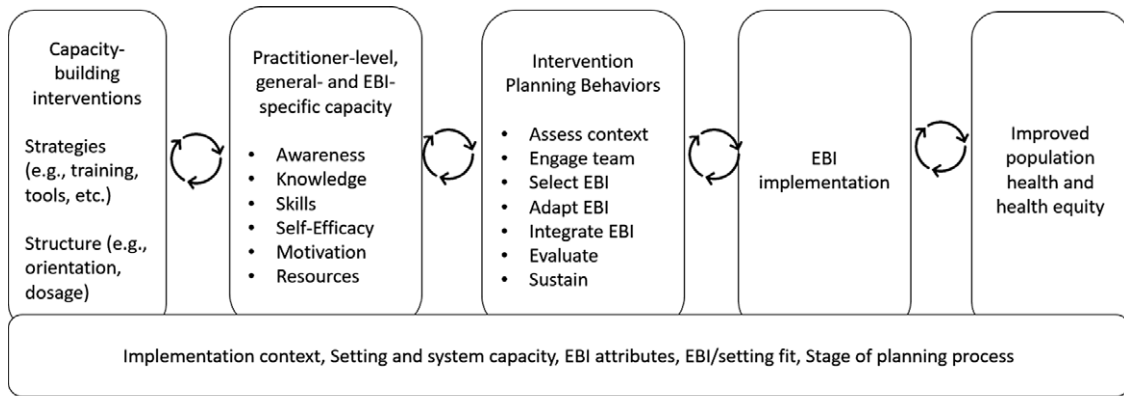 Capacity-
building
interventions
Strategies
(e.g., training,
tools, etc.)
Structure (e.g.,
orientation,
dosage)
Practitioner-level,
general- and EBI-
specific capacity
• Awareness
• Knowledge
• Skills
• Self-Efficacy
• Motivation
• Resources
Intervention
Planning Behaviors
• Assess context
• Engage team
• Select EBI
• Adapt EBI
• Integrate EBI
• Evaluate
• Sustain
EBI
implementation
Improved
population
health and
health equity
Implementation context, Setting and system capacity, EBI attributes, EBI/setting fit, Stage of planning process